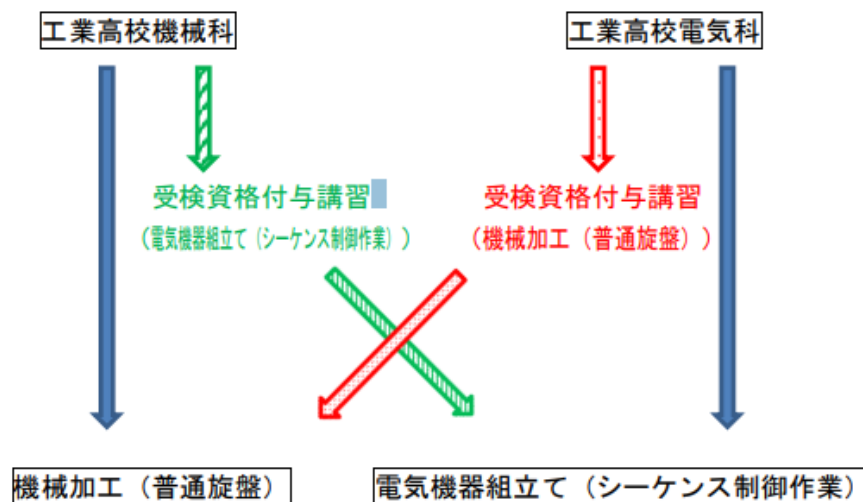 工業高校機械科
工業高校電気科
受検資格付与講習
（電気機器組立て（シーケンス制御作業））
受検資格付与講習
（機械加工（普通旋盤））
機械加工（普通旋盤）
電気機器組立て（シーケンス制御作業）